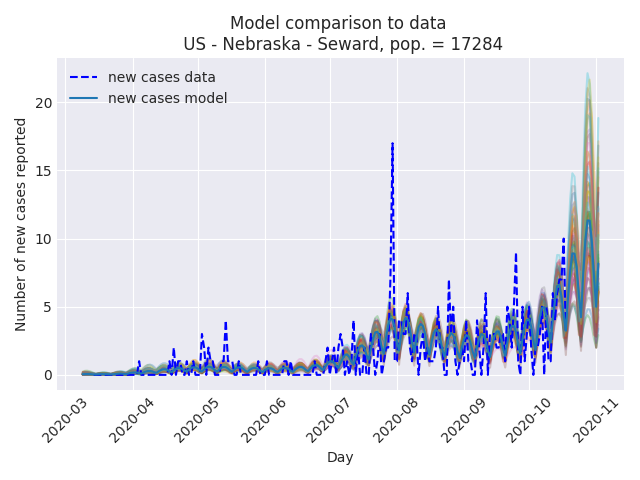 Model comparison to data
US - Nebraska - Seward, pop. = 17284
new cases data
new cases model
Number of new cases reported
20
15
10
5
0
2020-03
2020-04
2020-05
2020-06
2020-07
2020-08
2020-09
2020-10
2020-11
Day